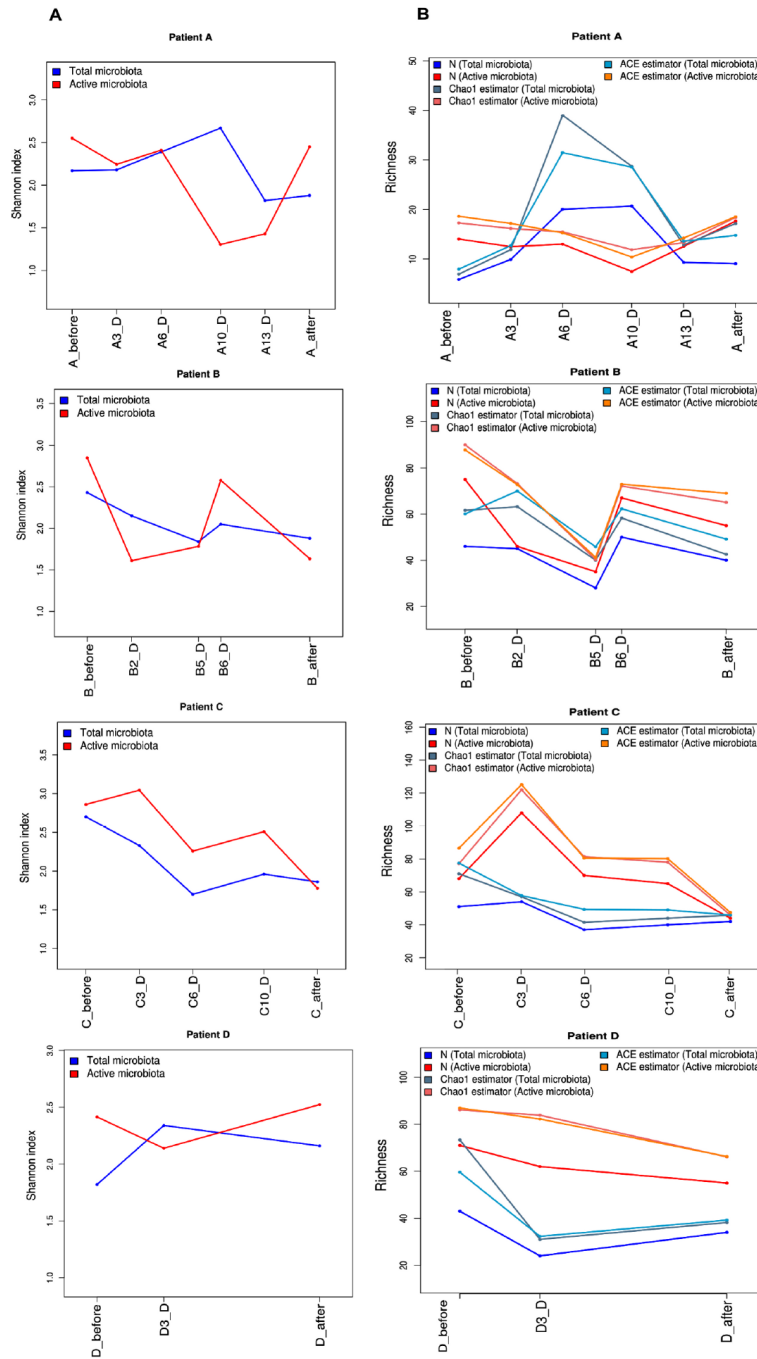 A
B
Patient A
Total microbiota
Active microbiota
Shannon index
3.0
2.5
2.0
1.5
1.0
A_before
A3_D
A6_D
A10_D
A13_D
A_after
Patient A
N (Total microbiota)
N (Active microbiota)
Chao1 estimator (Total microbiota)
Chao1 estimator (Active microbiota)
ACE estimator (Total microbiota)
ACE estimator (Active microbiota)
Richness
50
40
30
20
10
A_before
A3_D
A6_D
A10_D
A13_D
A_after
Patient B
Total microbiota
Active microbiota
Shannon index
3.5
3.0
2.5
2.0
1.5
1.0
B_before
B2_D
B5_D
B6_D
B_after
Patient B
N (Total microbiota)
N (Active microbiota)
Chao1 estimator (Total microbiota)
Chao1 estimator (Active microbiota)
ACE estimator (Total microbiota)
ACE estimator (Active microbiota)
Richness
100
80
60
40
20
B_before
B2_D
B5_D
B6_D
B_after
Patient C
Total microbiota
Active microbiota
Shannon index
3.5
3.0
2.5
2.0
1.5
1.0
C_before
C3_D
C6_D
C10_D
C_after
Patient C
N (Total microbiota)
N (Active microbiota)
Chao1 estimator (Total microbiota)
Chao1 estimator (Active microbiota)
ACE estimator (Total microbiota)
ACE estimator (Active microbiota
Richness
160
140
120
100
80
60
40
20
C_before
C3_D
C6_D
C10_D
C_after
Patient D
Total microbiota
Active microbiota
Shannon index
3.0
2.5
2.0
1.5
1.0
D_before
D3_D
D_after
Patient D
N (Total microbiota)
N (Active microbiota)
Chao1 estimator (Total microbiota)
Chao1 estimator (Active microbiota)
ACE estimator (Total microbiota)
ACE estimator (Active microbiota
Richness
100
80
60
40
20
D_before
D3_D
D_after